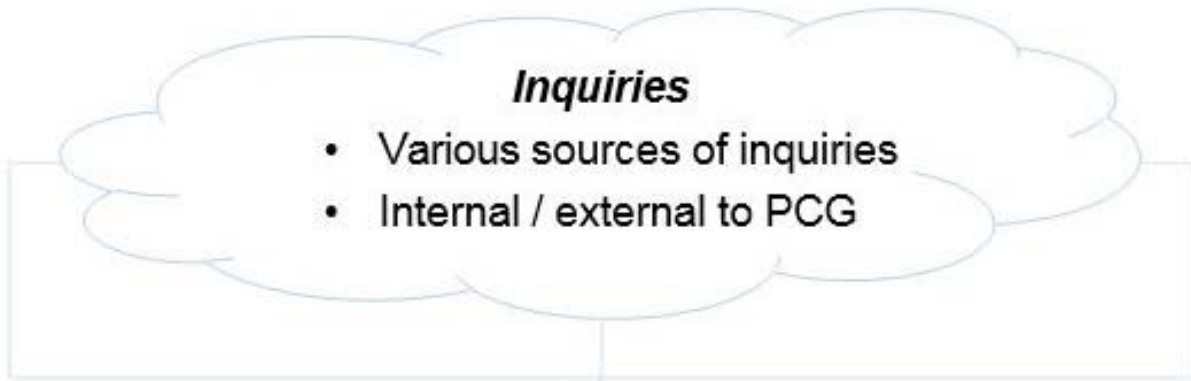 Inquiries
• Various sources of inquiries
• Internal / external to PCG